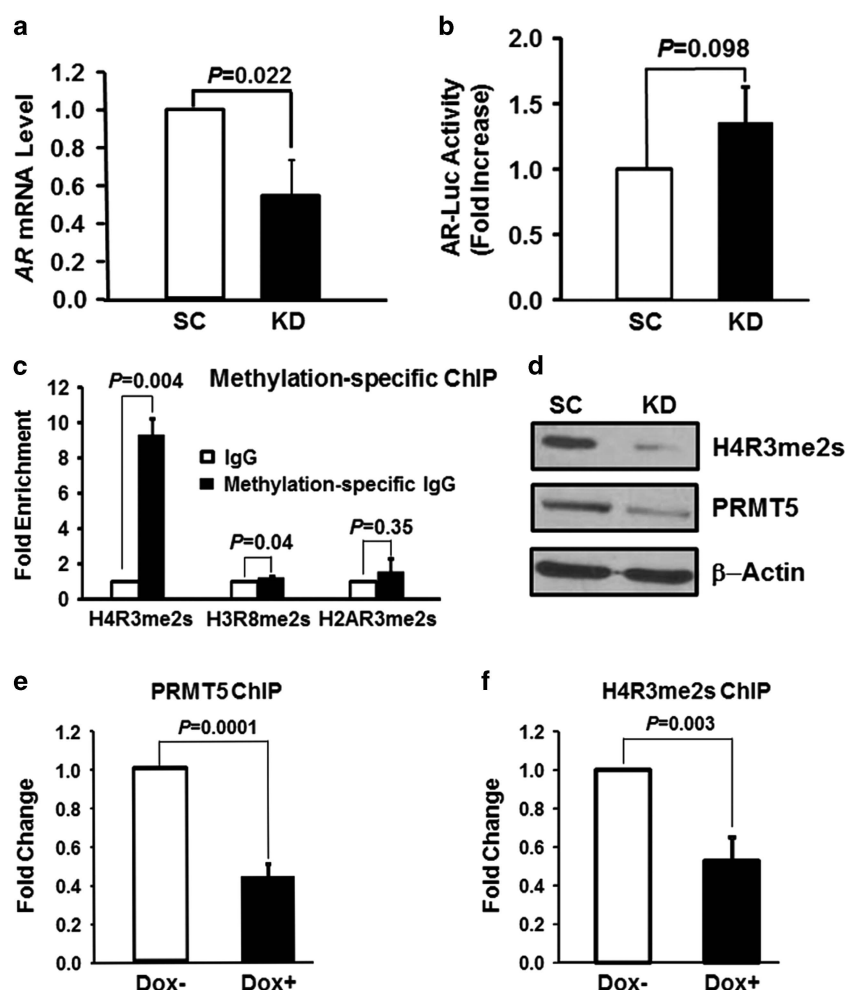 a
P=0.022
AR mRNA Level
1.2
1.0
0.8
0.6
0.4
0.2
0.0
SC KD
b
P=0.098
AR-Luc Activity
(Fold Increase)
2.0
1.5
1.0
0.5
0.0
SC KD
c
Methylation-specific ChIP
Fold Enrichment
12
10
8
6
4
2
0
P=0.004
P=0.04
P=0.35
IgG
Methylation-specific IgG
H4R3me2s H3R8me2s H2AR3me2s
d
SC KD
H4R3me2s
PRMT5
β–Actin
e
PRMT5 ChIP
P=0.0001
Fold Change
1.2
1.0
0.8
0.6
0.4
0.2
0.0
Dox- Dox+
f
H4R3me2s ChIP
P=0.003
Fold Change
1.2
1.0
0.8
0.6
0.4
0.2
0.0
Dox- Dox+